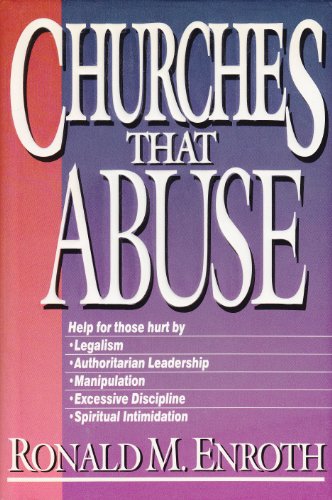 CHURCHES
THAT
ABUSE
Help for those hurt by
•Legalism
•Authoritarian Leadership
•Manipulation
•Excessive Discipline
•Spiritual Intimidation
RONALD M. ENROTH